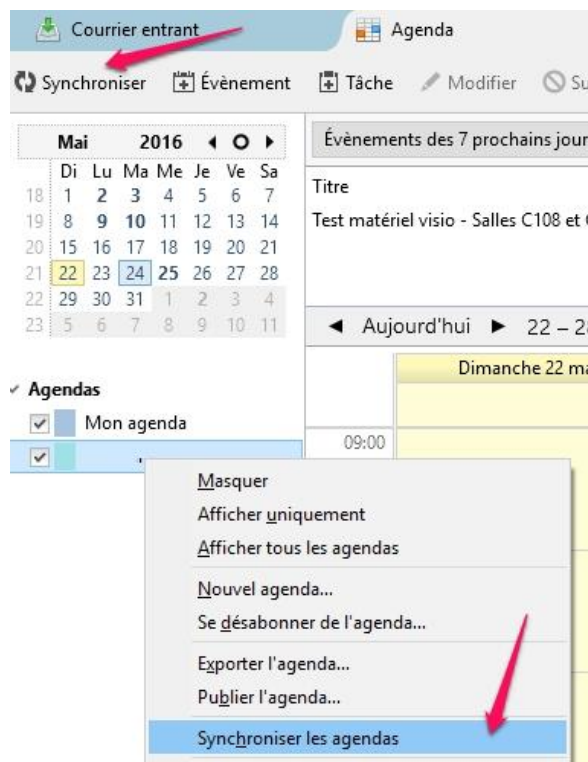 Courrier entrant Agenda
Synchroniser Évènement Tâche Modifier Su
Mai 2016
Di Lu Ma Me Je Ve Sa
18 1 2 3 4 5 6 7
19 8 9 10 11 12 13 14
20 15 16 17 18 19 20 21
21 22 23 24 25 26 27 28
22 29 30 31 1 2 3 4
23 5 6 7 8 9 10 11
Évènements des 7 prochains jour
Titre
Test matériel visio - Salles C108 et
Aujourd'hui 22 – 2
Dimanche 22 ma
09:00
Agendas
Mon agenda
Masquer
Afficher uniquement
Afficher tous les agendas
Nouvel agenda...
Se désabonner de l'agenda...
Exporter l'agenda...
Publier l'agenda...
Synchroniser les agendas